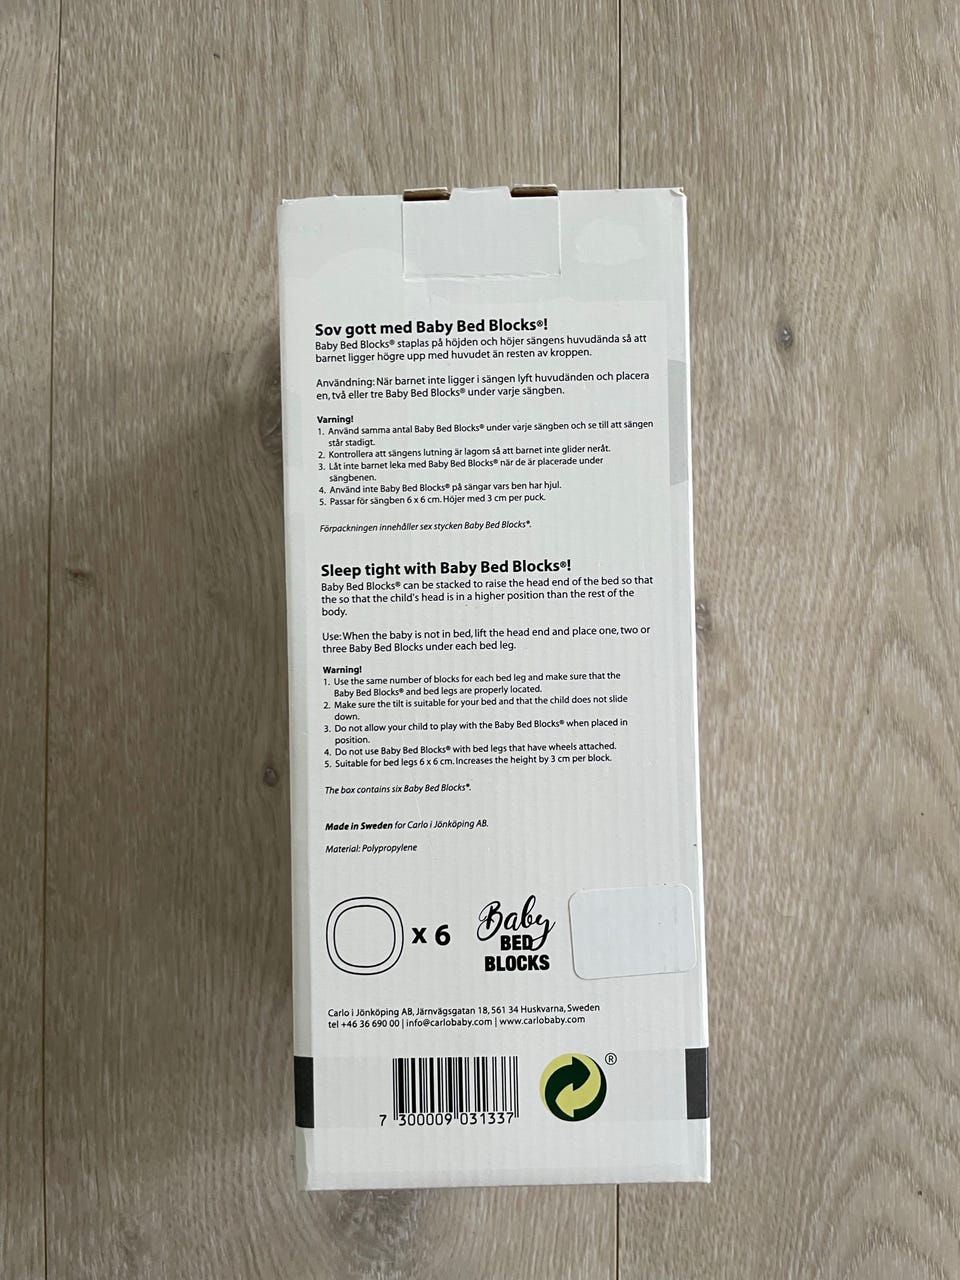 Sov gott med Baby Bed Blocks®!
Baby Bed Blocks® staplas på höjden och höjer sängens huvudända så att
barnet ligger högre upp med huvudet än resten av kroppen.
Användning: När barnet inte ligger i sängen lyft huvudänden och placera
en, två eller tre Baby Bed Blocks® under varje sängben.
Varning!
1. Använd samma antal Baby Bed Blocks® under varje sängben och se till att sängen
står stadigt.
2. Kontrollera att sängens lutning är lagom så att barnet inte glider neråt.
3. Låt inte barnet leka med Baby Bed Blocks® när de är placerade under
sängbenen.
4. Använd inte Baby Bed Blocks® på sängar vars ben har hjul.
5. Passar för sängben 6 x 6 cm. Höjer med 3 cm per puck.
Förpackningen innehåller sex stycken Baby Bed Blocks®.
Sleep tight with Baby Bed Blocks®!
Baby Bed Blocks® can be stacked to raise the head end of the bed so that
the so that the child's head is in a higher position than the rest of the
body.
Use: When the baby is not in bed, lift the head end and place one, two or
three Baby Bed Blocks under each bed leg.
Warning!
1. Use the same number of blocks for each bed leg and make sure that the
Baby Bed Blocks® and bed legs are properly located.
2. Make sure the tilt is suitable for your bed and that the child does not slide
down.
3. Do not allow your child to play with the Baby Bed Blocks® when placed in
position.
4. Do not use Baby Bed Blocks® with bed legs that have wheels attached.
5. Suitable for bed legs 6 x 6 cm. Increases the height by 3 cm per block.
The box contains six Baby Bed Blocks®.
Made in Sweden for Carlo i Jönköping AB.
Material: Polypropylene
x 6
Baby
BED
BLOCKS
Carlo i Jönköping AB, Järnvägsgatan 18, 561 34 Huskvarna, Sweden
tel +46 36 690 00 | info@carlobaby.com | www.carlobaby.com
®
7 300009 031337